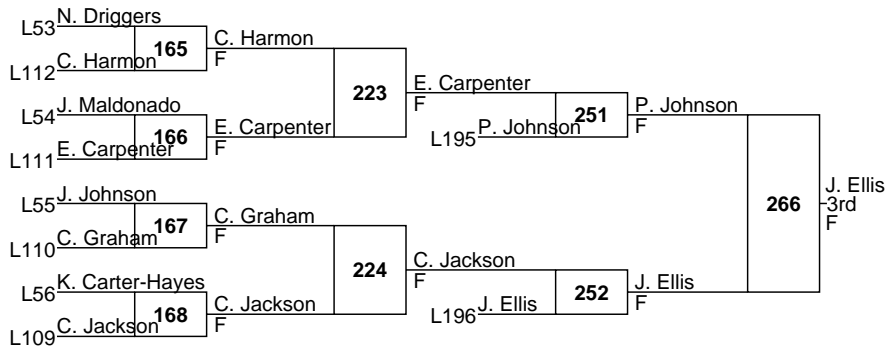 L53 N. Driggers
165
C. Harmon
F
L112 C. Harmon
223
E. Carpenter
F
L54 J. Maldonado
166
E. Carpenter
F
L111 E. Carpenter
L195 P. Johnson
251
P. Johnson
F
L55 J. Johnson
167
C. Graham
F
L110 C. Graham
224
C. Jackson
F
L56 K. Carter-Hayes
168
C. Jackson
F
L109 C. Jackson
L196 J. Ellis
252
J. Ellis
F
266
J. Ellis
3rd
F